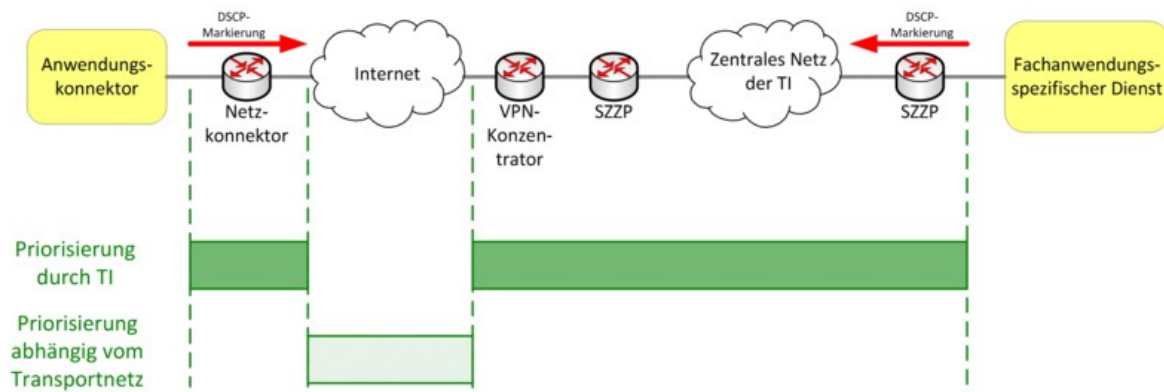 DSCP-
Markierung
DSCP-
Markierung
Anwendungs-
konnektor
Internet
Zentrales Netz
der TI
Fachanwendungs-
spezifischer Dienst
Netz-
konnektor
VPN-
Konzen-
trator
SZZP
SZZP
Priorisierung
durch TI
Priorisierung
abhängig vom
Transportnetz